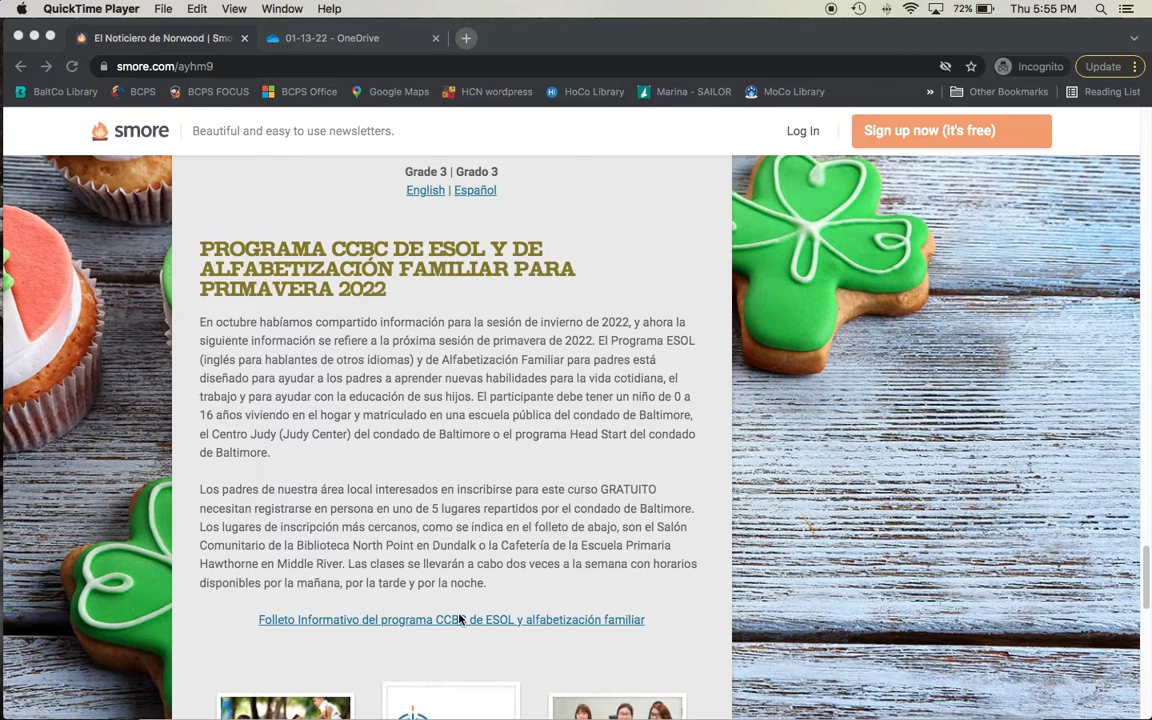 QuickTime Player File Edit View Window Help 72% Thu 5:55 PM
El Noticiero de Norwood | Smo 01-13-22 - OneDrive
smore.com/ayhm9 Incognito Update
BaltCo Library BCPS BCPS FOCUS BCPS Office Google Maps HCN wordpress HoCo Library Marina - SAILOR MoCo Library » Other Bookmarks Reading List
smore Beautiful and easy to use newsletters. Log In Sign up now (it's free)
Grade 3 | Grado 3
English | Español
PROGRAMA CCBC DE ESOL Y DE
ALFABETIZACIÓN FAMILIAR PARA
PRIMAVERA 2022
En octubre habíamos compartido información para la sesión de invierno de 2022, y ahora la
siguiente información se refiere a la próxima sesión de primavera de 2022. El Programa ESOL
(inglés para hablantes de otros idiomas) y de Alfabetización Familiar para padres está
diseñado para ayudar a los padres a aprender nuevas habilidades para la vida cotidiana, el
trabajo y para ayudar con la educación de sus hijos. El participante debe tener un niño de 0 a
16 años viviendo en el hogar y matriculado en una escuela pública del condado de Baltimore,
el Centro Judy (Judy Center) del condado de Baltimore o el programa Head Start del condado
de Baltimore.
Los padres de nuestra área local interesados en inscribirse para este curso GRATUITO
necesitan registrarse en persona en uno de 5 lugares repartidos por el condado de Baltimore.
Los lugares de inscripción más cercanos, como se indica en el folleto de abajo, son el Salón
Comunitario de la Biblioteca North Point en Dundalk o la Cafetería de la Escuela Primaria
Hawthorne en Middle River. Las clases se llevarán a cabo dos veces a la semana con horarios
disponibles por la mañana, por la tarde y por la noche.
Folleto Informativo del programa CCBC de ESOL y alfabetización familiar